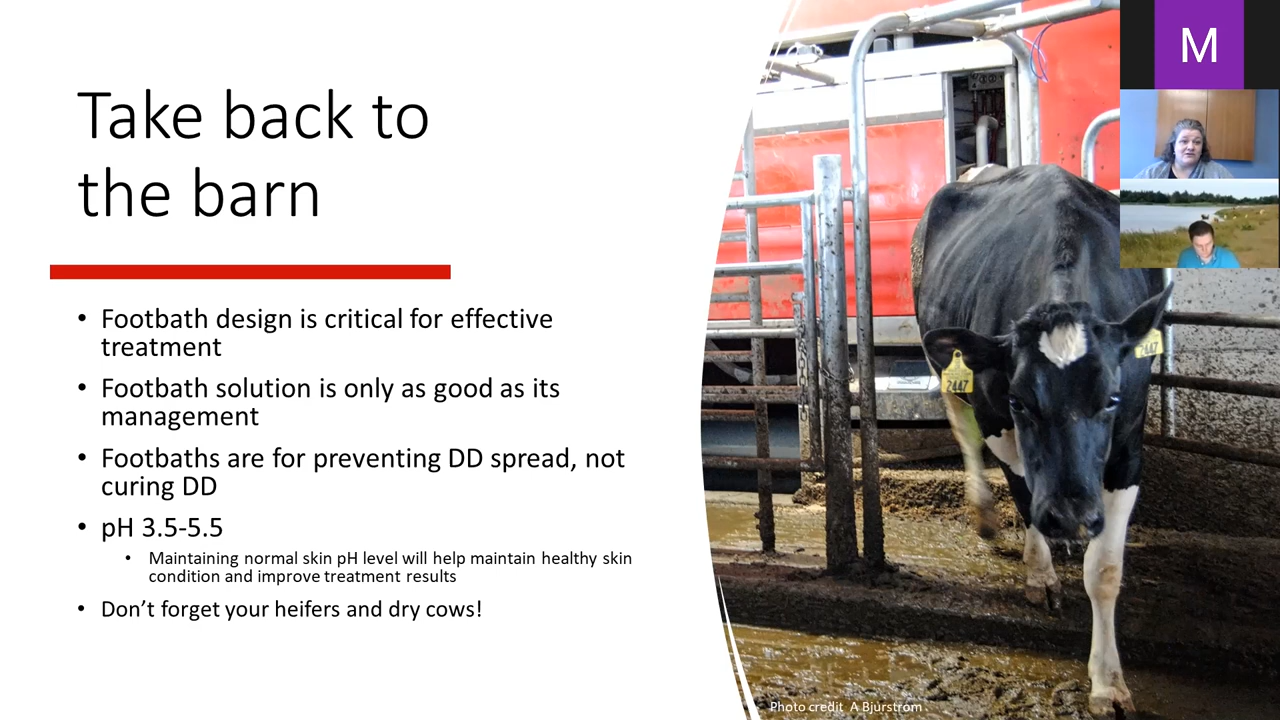 Take back to
the barn
• Footbath design is critical for effective
treatment
• Footbath solution is only as good as its
management
• Footbaths are for preventing DD spread, not
curing DD
• pH 3.5-5.5
• Maintaining normal skin pH level will help maintain healthy skin
condition and improve treatment results
• Don’t forget your heifers and dry cows!
M
2447
2447
Photo credit A Bjurstrom